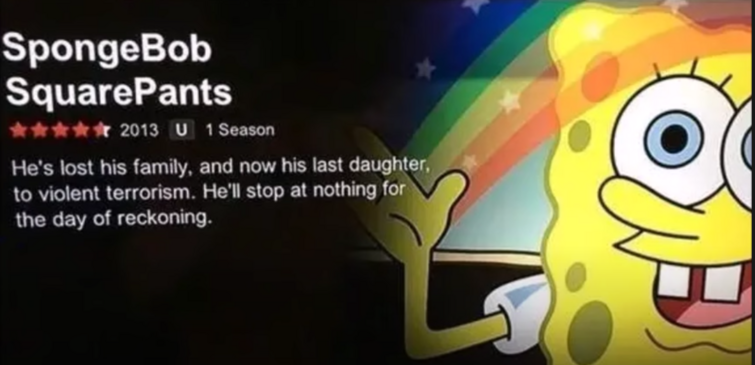 SpongeBob
SquarePants
2013 U 1 Season
He's lost his family, and now his last daughter,
to violent terrorism. He'll stop at nothing for
the day of reckoning.